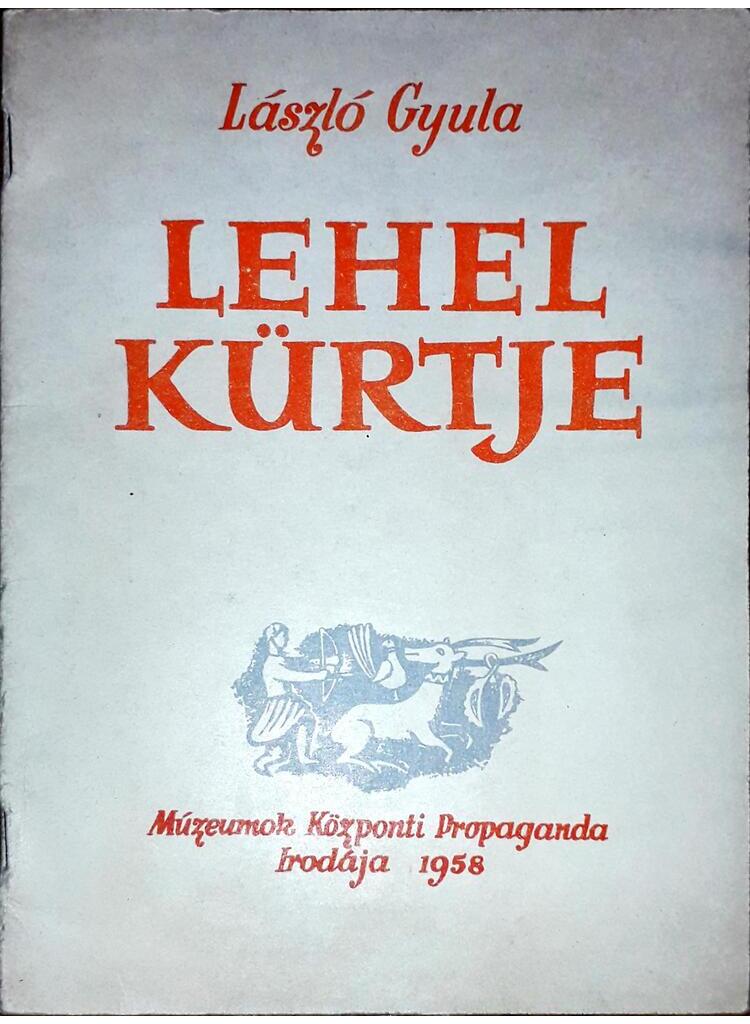 László Gyula
LEHEL
KÜRTJE
Múzeumok Központi Propaganda
Irodája 1958